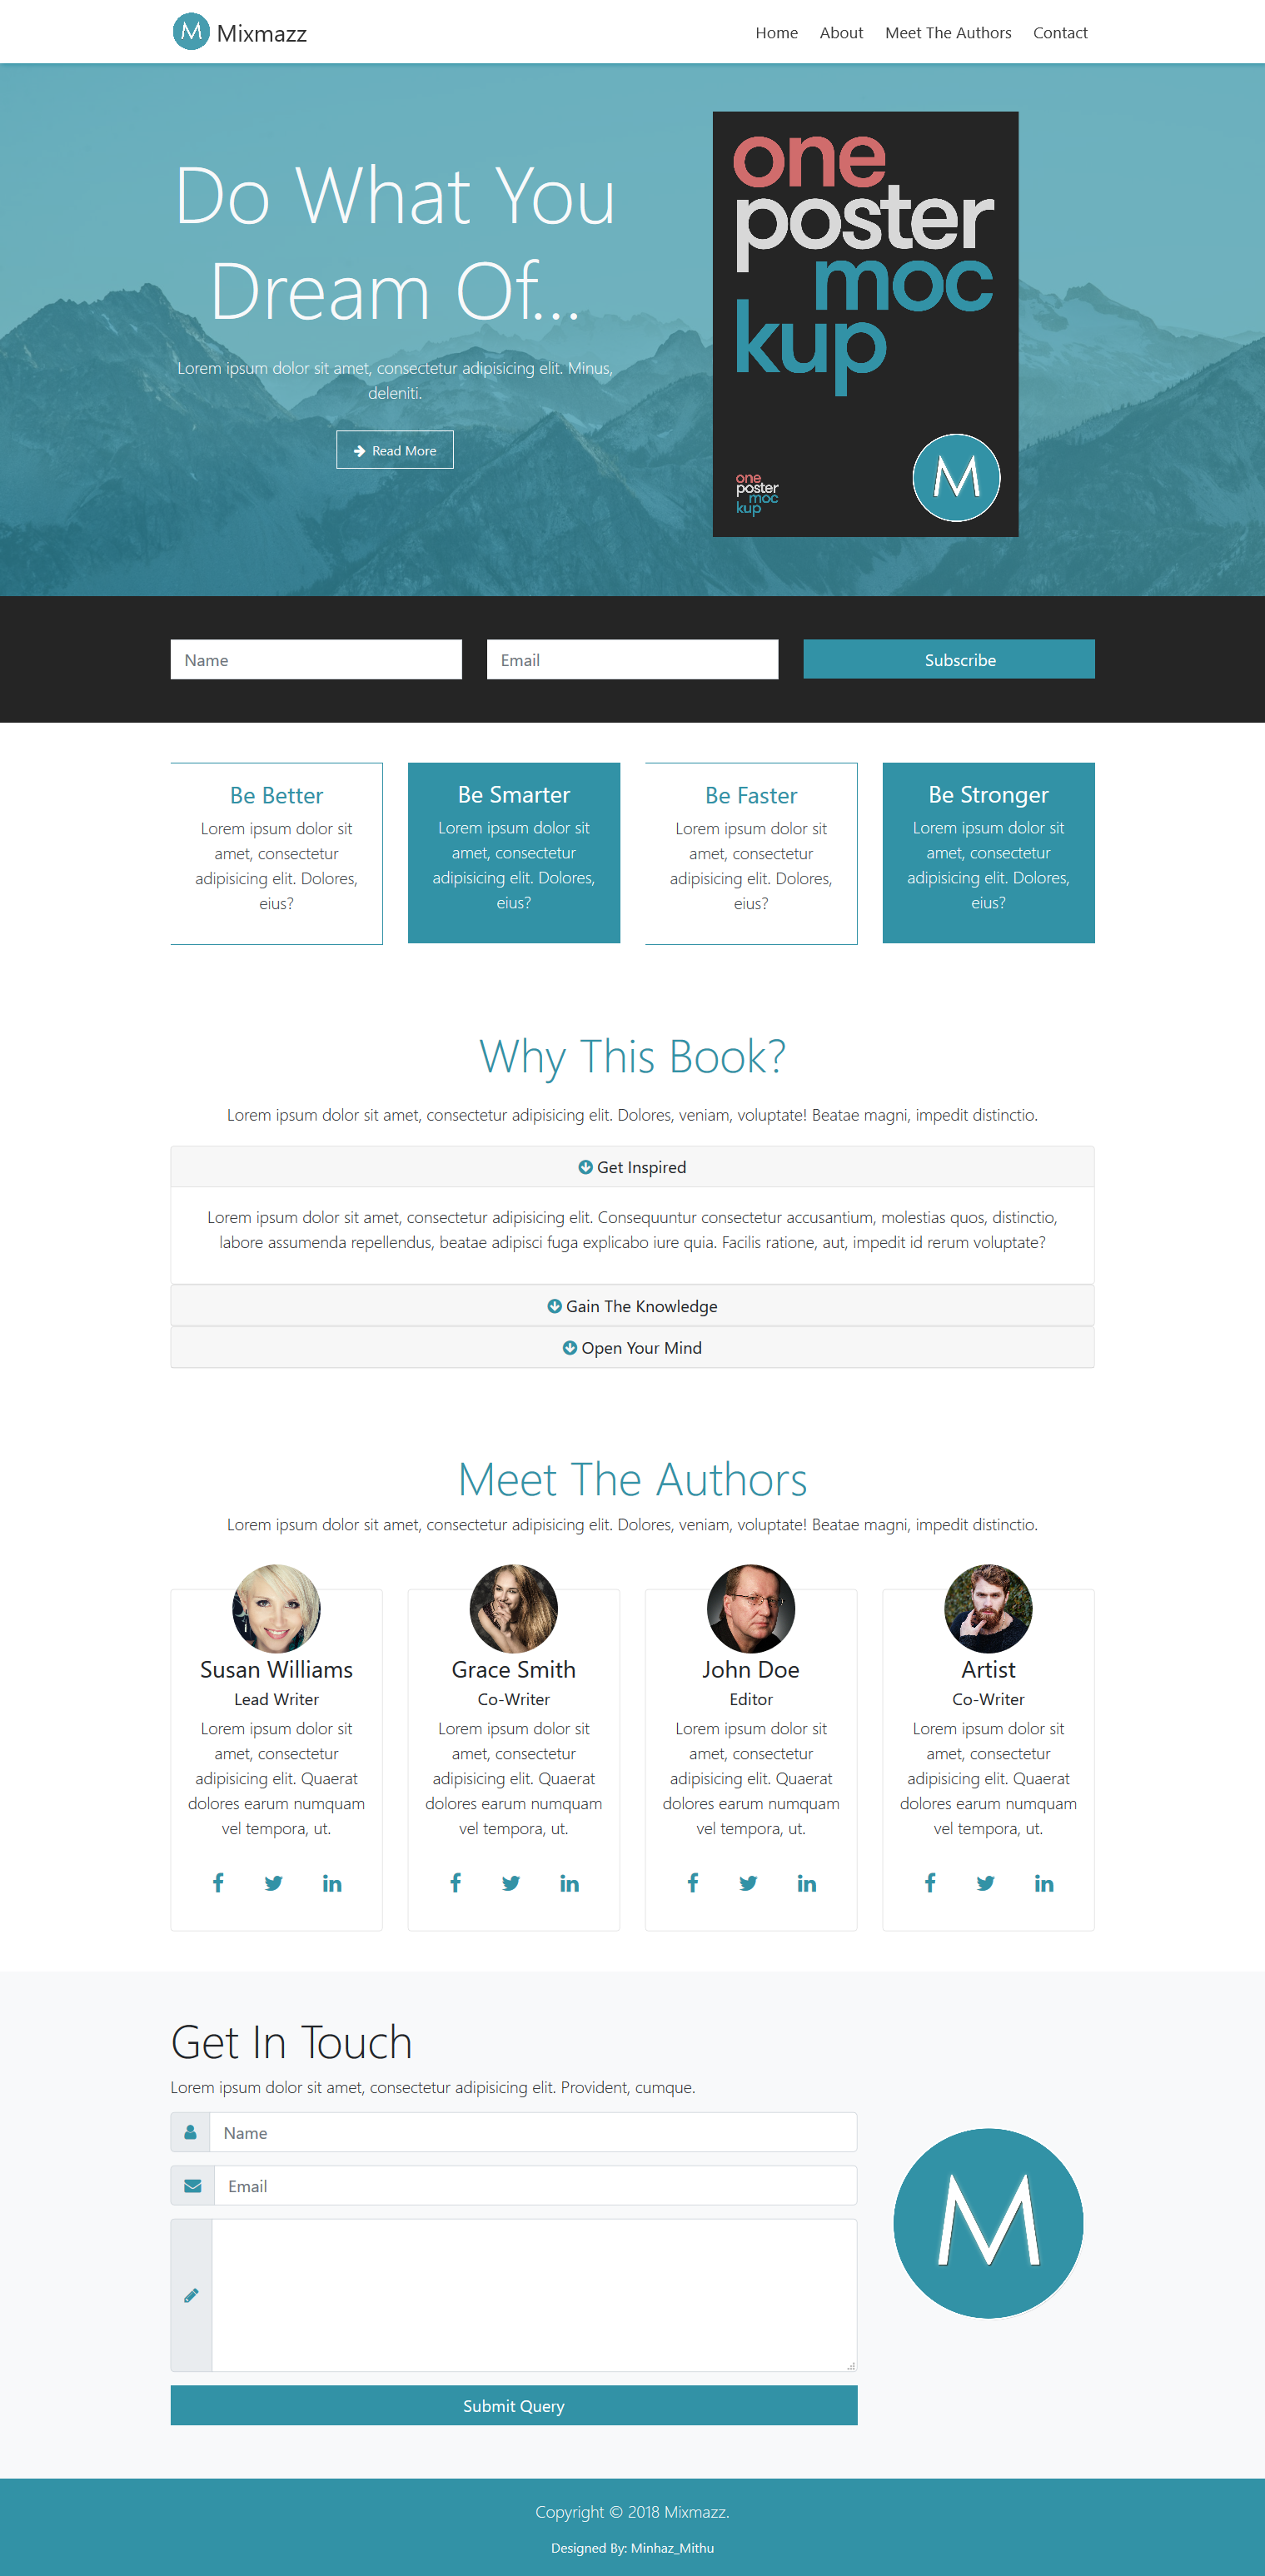 M Mixmazz
Home About Meet The Authors Contact
Do What You
Dream Of...
Lorem ipsum dolor sit amet, consectetur adipisicing elit. Minus,
deleniti.
Read More
one
poster
moc
kup
one
poster
moc
kup
M
Name
Email
Subscribe
Be Better
Lorem ipsum dolor sit
amet, consectetur
adipisicing elit. Dolores,
eius?
Be Smarter
Lorem ipsum dolor sit
amet, consectetur
adipisicing elit. Dolores,
eius?
Be Faster
Lorem ipsum dolor sit
amet, consectetur
adipisicing elit. Dolores,
eius?
Be Stronger
Lorem ipsum dolor sit
amet, consectetur
adipisicing elit. Dolores,
eius?
Why This Book?
Lorem ipsum dolor sit amet, consectetur adipisicing elit. Dolores, veniam, voluptate! Beatae magni, impedit distinctio.
Get Inspired
Lorem ipsum dolor sit amet, consectetur adipisicing elit. Consequuntur consectetur accusantium, molestias quos, distinctio,
labore assumenda repellendus, beatae adipisci fuga explicabo iure quia. Facilis ratione, aut, impedit id rerum voluptate?
Gain The Knowledge
Open Your Mind
Meet The Authors
Lorem ipsum dolor sit amet, consectetur adipisicing elit. Dolores, veniam, voluptate! Beatae magni, impedit distinctio.
Susan Williams
Lead Writer
Lorem ipsum dolor sit
amet, consectetur
adipisicing elit. Quaerat
dolores earum numquam
vel tempora, ut.
Grace Smith
Co-Writer
Lorem ipsum dolor sit
amet, consectetur
adipisicing elit. Quaerat
dolores earum numquam
vel tempora, ut.
John Doe
Editor
Lorem ipsum dolor sit
amet, consectetur
adipisicing elit. Quaerat
dolores earum numquam
vel tempora, ut.
Artist
Co-Writer
Lorem ipsum dolor sit
amet, consectetur
adipisicing elit. Quaerat
dolores earum numquam
vel tempora, ut.
Get In Touch
Lorem ipsum dolor sit amet, consectetur adipisicing elit. Provident, cumque.
Name
Email
M
Submit Query
Copyright © 2018 Mixmazz.
Designed By: Minhaz_Mithu